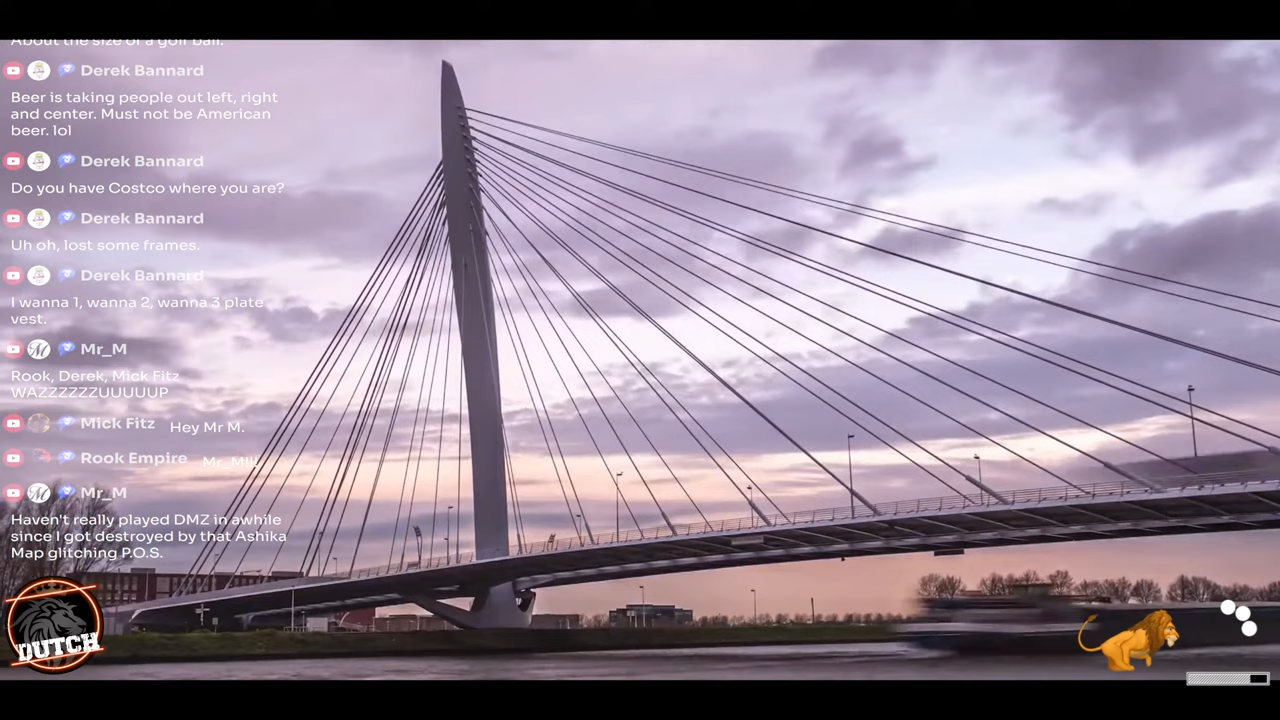 About the size of a golf ball.
Derek Bannard
Beer is taking people out left, right
and center. Must not be American
beer. lol
Derek Bannard
Do you have Costco where you are?
Derek Bannard
Uh oh, lost some frames.
Derek Bannard
I wanna 1, wanna 2, wanna 3 plate
vest.
Mr_M
Rook, Derek, Mick Fitz
WAZZZZZUUUUUP
Mick Fitz Hey Mr M.
Rook Empire Mr_M!!!
Mr_M
Haven't really played DMZ in awhile
since I got destroyed by that Ashika
Map glitching P.O.S.
DUTCH